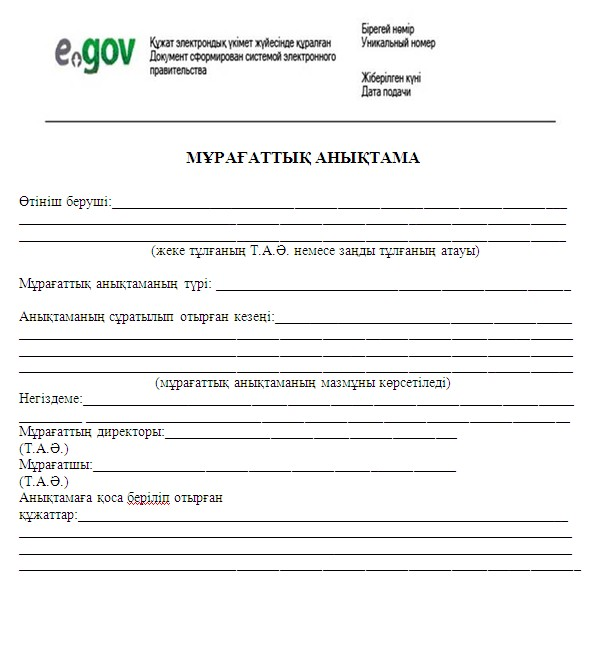 e.gov
Құжат электрондық үкімет жүйесінде құралған
Документ сформирован системой электронного
правительства
Бірегей нөмір
Уникальный номер
Жіберілген күні
Дата подачи
МҰРАҒАТТЫҚ АНЫҚТАМА
Өтініш беруші:
(жеке тұлғаның Т.А.Ә. немесе заңды тұлғаның атауы)
Мұрағаттық анықтаманың түрі:
Анықтаманың сұратылып отырған кезеңі:
(мұрағаттық анықтаманың мазмұны көрсетіледі)
Негіздеме:
Мұрағаттың директоры:
(Т.А.Ә.)
Мұрағатшы:
(Т.А.Ә.)
Анықтамаға қоса беріліп отырған
құжаттар: